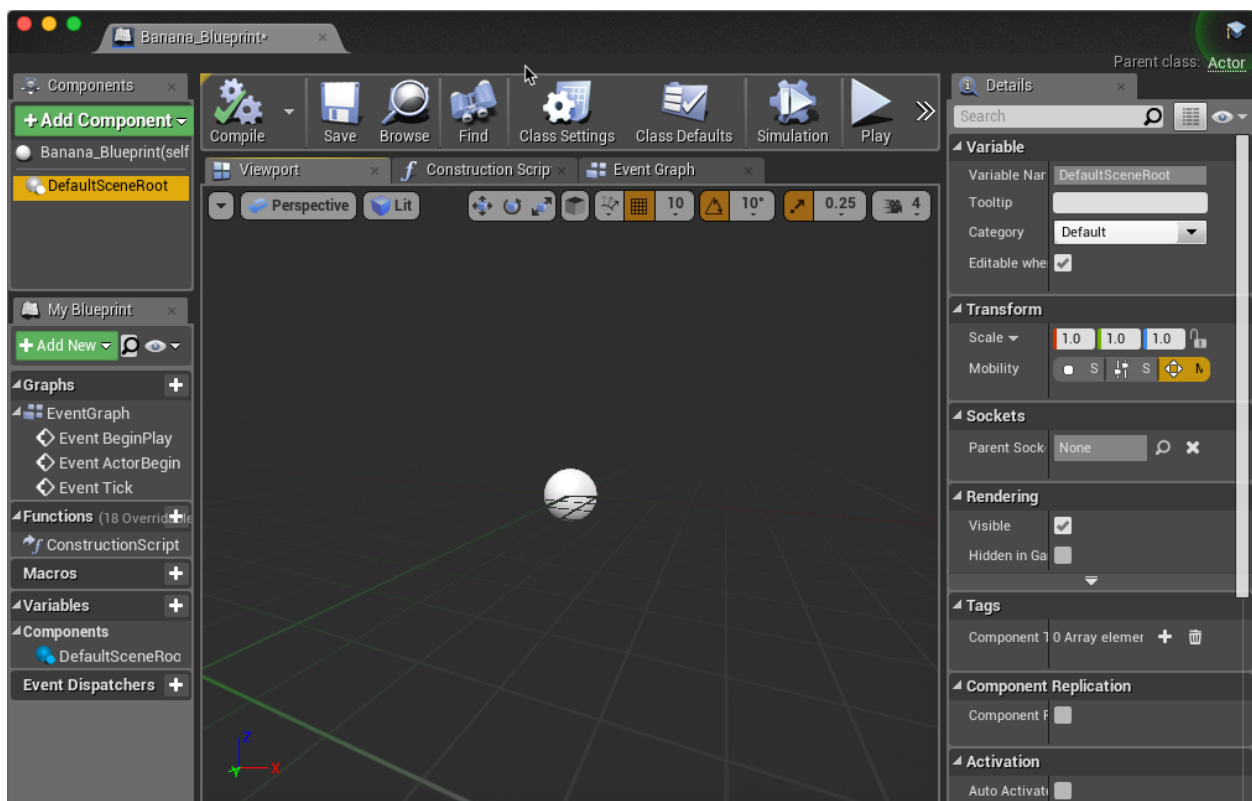 Banana_Blueprint*
Parent class: Actor
Components
+Add Component
Banana_Blueprint(self
DefaultSceneRoot
My Blueprint
+Add New
Graphs
EventGraph
Event BeginPlay
Event ActorBegin
Event Tick
Functions (18 Overridable
ConstructionScript
Macros
Variables
Components
DefaultSceneRoo
Event Dispatchers
Compile
Save
Browse
Find
Class Settings
Class Defaults
Simulation
Play
Viewport
Construction Scrip
Event Graph
Perspective
Lit
10
10°
0.25
4
Z
Y
X
Details
Search
Variable
Variable Nar DefaultSceneRoot
Tooltip
Category Default
Editable whe
Transform
Scale 1.0 1.0 1.0
Mobility S S M
Sockets
Parent Sock None
Rendering
Visible
Hidden in Ga
Tags
Component T 0 Array elemer
Component Replication
Component R
Activation
Auto Activate